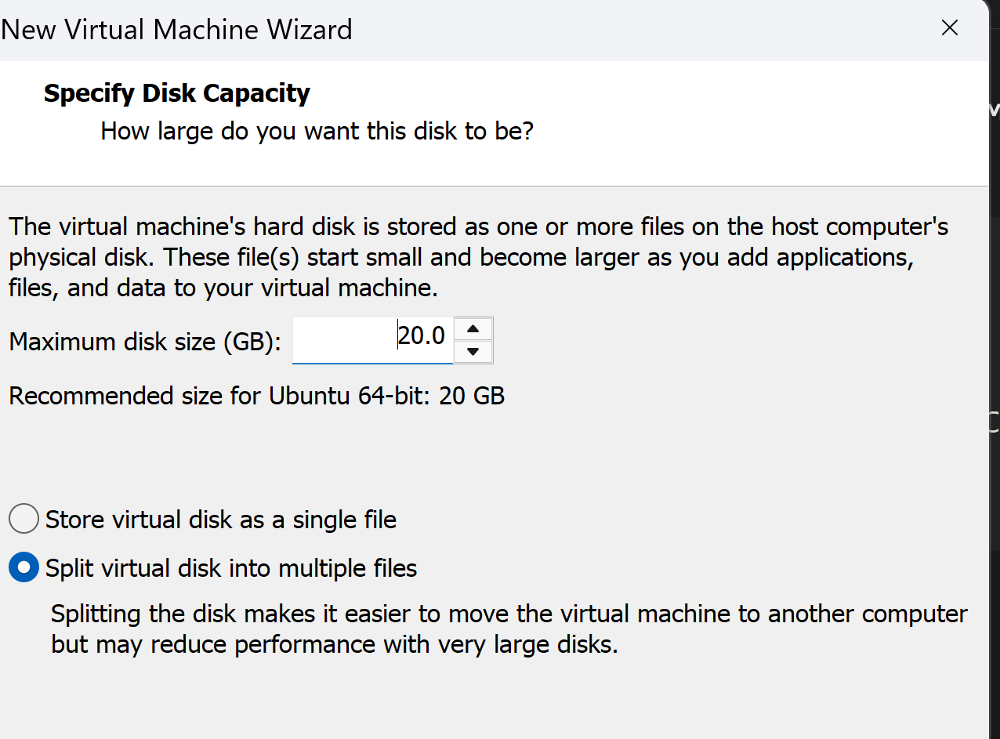 New Virtual Machine Wizard
Specify Disk Capacity
How large do you want this disk to be?
The virtual machine's hard disk is stored as one or more files on the host computer's
physical disk. These file(s) start small and become larger as you add applications,
files, and data to your virtual machine.
Maximum disk size (GB): 20.0
Recommended size for Ubuntu 64-bit: 20 GB
Store virtual disk as a single file
Split virtual disk into multiple files
Splitting the disk makes it easier to move the virtual machine to another computer
but may reduce performance with very large disks.